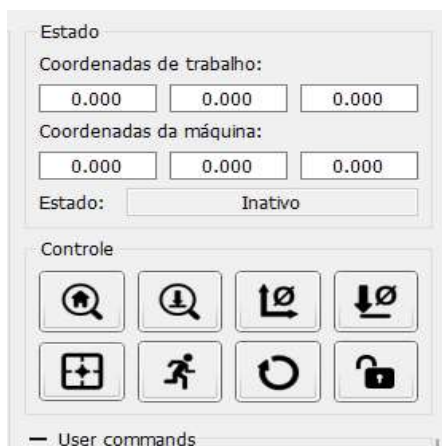 Estado
Coordenadas de trabalho:
0.000 0.000 0.000
Coordenadas da máquina:
0.000 0.000 0.000
Estado: Inativo
Controle
User commands